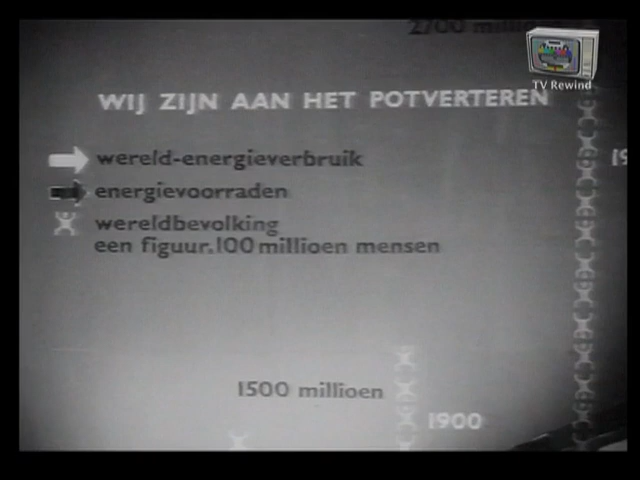 2700 millioen
TV Rewind
WIJ ZIJN AAN HET POTVERTEREN
wereld-energieverbruik
energievoorraden
wereldbevolking
een figuur.100 millioen mensen
1500 millioen
1900